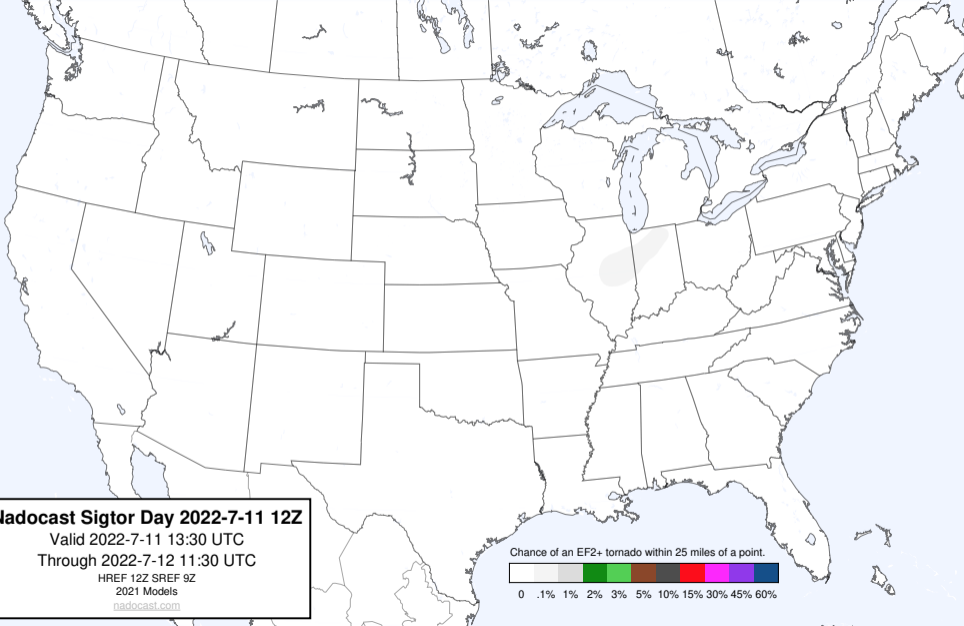 Nadocast Sigtor Day 2022-7-11 12Z
Valid 2022-7-11 13:30 UTC
Through 2022-7-12 11:30 UTC
HREF 12Z SREF 9Z
2021 Models
nadocast.com
Chance of an EF2+ tornado within 25 miles of a point.
0 .1% 1% 2% 3% 5% 10% 15% 30% 45% 60%